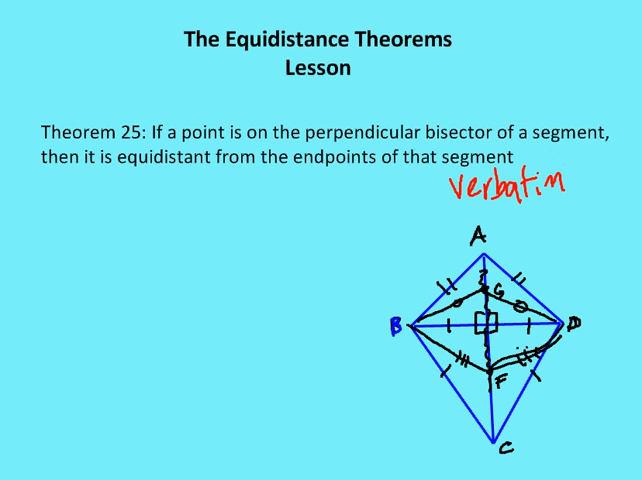 The Equidistance Theorems
Lesson
Theorem 25: If a point is on the perpendicular bisector of a segment,
then it is equidistant from the endpoints of that segment
verbatim
A
G
B
D
F
C